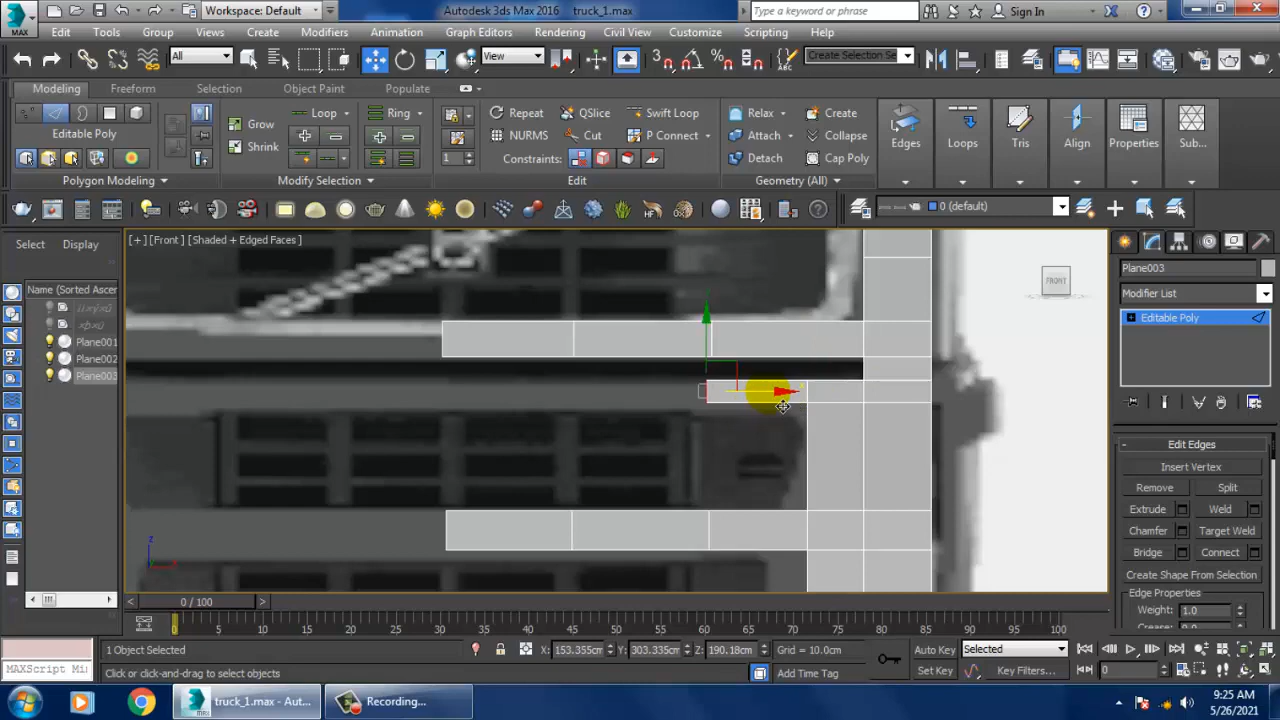 Workspace: Default
Autodesk 3ds Max 2016 truck_1.max
Type a keyword or phrase
Sign In
MAX
Edit Tools Group Views Create Modifiers Animation Graph Editors Rendering Civil View Customize Scripting Help
All
View
Create Selection Se
Modeling Freeform Selection Object Paint Populate
Editable Poly
Polygon Modeling
Grow
Shrink
Loop
Ring
Modify Selection
1
Repeat
QSlice
Swift Loop
NURMS
Cut
P Connect
Constraints:
Edit
Relax
Create
Attach
Collapse
Detach
Cap Poly
Geometry (All)
Edges
Loops
Tris
Align
Properties
Sub...
0 (default)
Select Display
Name (Sorted Ascen
Plane001
Plane002
Plane003
[+] [Front] [Shaded + Edged Faces]
FRONT
z
x
Plane003
Modifier List
Editable Poly
Edit Edges
Insert Vertex
Remove Split
Extrude Weld
Chamfer Target Weld
Bridge Connect
Create Shape From Selection
Edge Properties
Weight: 1.0
0 / 100
0 5 10 15 20 25 30 35 40 45 50 55 60 65 70 75 80 85 90 95 100
1 Object Selected
X: 153.355cm Y: 303.335cm Z: 190.18cm
Grid = 10.0cm
Auto Key
Selected
MAXScript Mi
Click or click-and-drag to select objects
Add Time Tag
Set Key
Key Filters...
0
truck_1.max - Aut...
Recording...
9:25 AM
5/26/2021